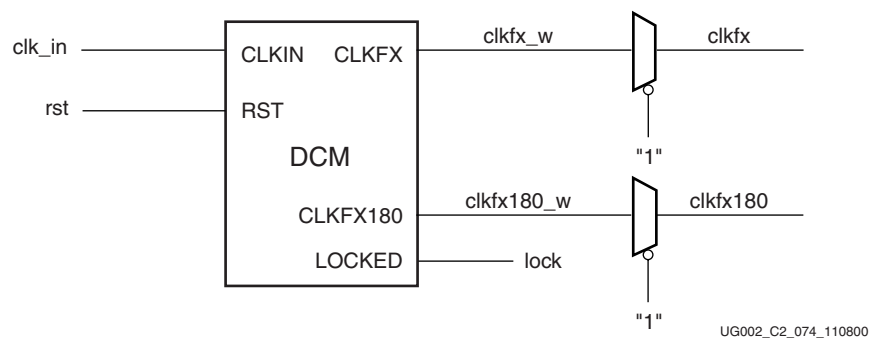 clk_in
CLKIN
CLKFX
clkfx_w
clkfx
rst
RST
"1"
DCM
CLKFX180
clkfx180_w
clkfx180
LOCKED
lock
"1"
UG002_C2_074_110800